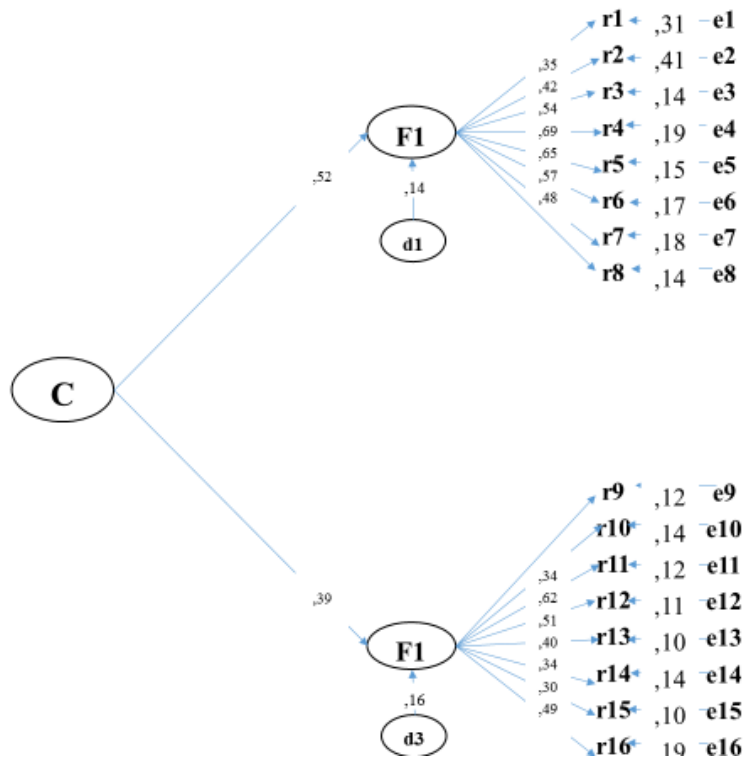 r1 ,31 e1
r2 ,41 e2
,35
,42
r3 ,14 e3
,54
F1
,69
r4 ,19 e4
,65
r5 ,15 e5
,57
,52
,14
,48
r6 ,17 e6
d1
r7 ,18 e7
r8 ,14 e8
C
r9 ,12 e9
r10 ,14 e10
r11 ,12 e11
,34
,62
r12 ,11 e12
,39
,51
F1
,40
r13 ,10 e13
,34
r14 ,14 e14
,30
,16
,49
r15 ,10 e15
d3
r16 ,19 e16